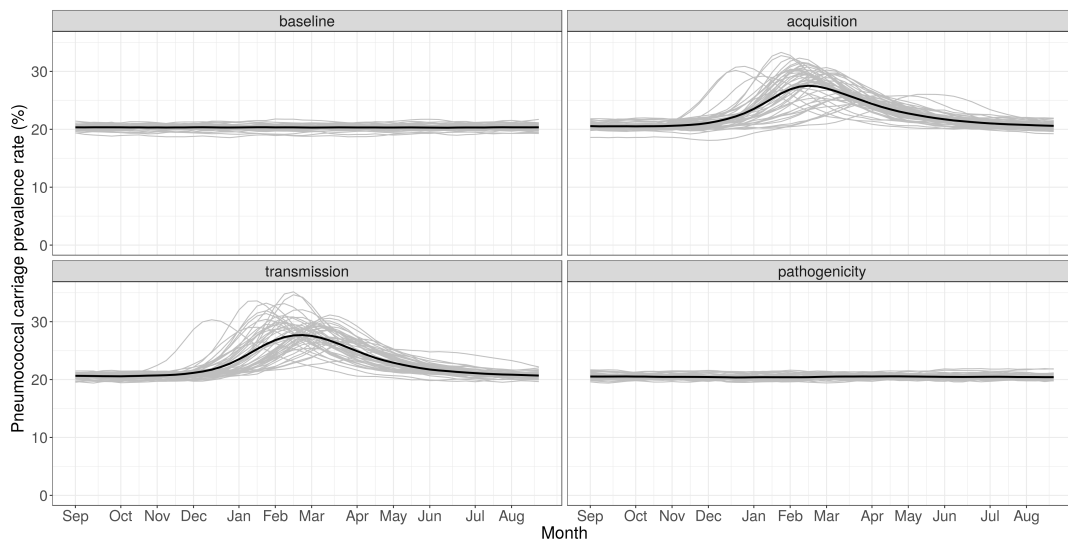 baseline
acquisition
30
20
10
0
transmission
pathogenicity
30
20
10
0
Pneumococcal carriage prevalence rate (%)
Sep Oct Nov Dec Jan Feb Mar Apr May Jun Jul Aug
Sep Oct Nov Dec Jan Feb Mar Apr May Jun Jul Aug
Month